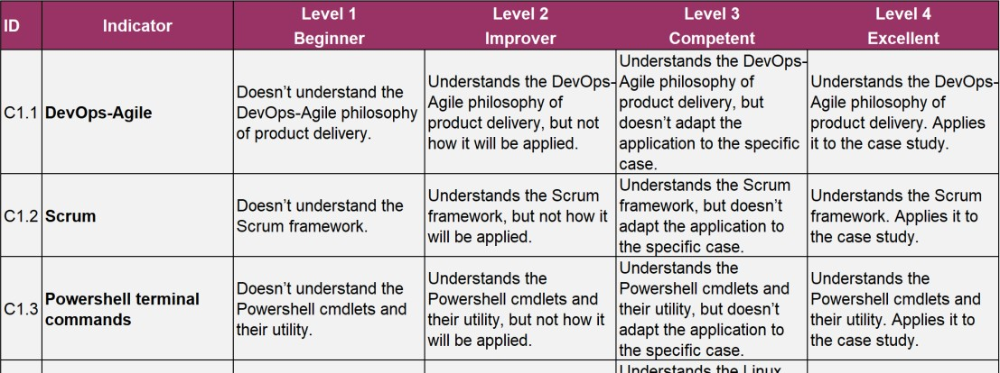 ID
Indicator
Level 1
Beginner
Level 2
Improver
Level 3
Competent
Level 4
Excellent
C1.1
DevOps-Agile
Doesn’t understand the
DevOps-Agile philosophy
of product delivery.
Understands the DevOps-
Agile philosophy of
product delivery, but not
how it will be applied.
Understands the DevOps-
Agile philosophy of
product delivery, but
doesn’t adapt the
application to the specific
case.
Understands the DevOps-
Agile philosophy of
product delivery. Applies
it to the case study.
C1.2
Scrum
Doesn’t understand the
Scrum framework.
Understands the Scrum
framework, but not how it
will be applied.
Understands the Scrum
framework, but doesn’t
adapt the application to
the specific case.
Understands the Scrum
framework. Applies it to
the case study.
C1.3
Powershell terminal
commands
Doesn’t understand the
Powershell cmdlets and
their utility.
Understands the
Powershell cmdlets and
their utility, but not how it
will be applied.
Understands the
Powershell cmdlets and
their utility, but doesn’t
adapt the application to
the specific case.
Understands the
Powershell cmdlets and
their utility. Applies it to
the case study.
Understands the Linux